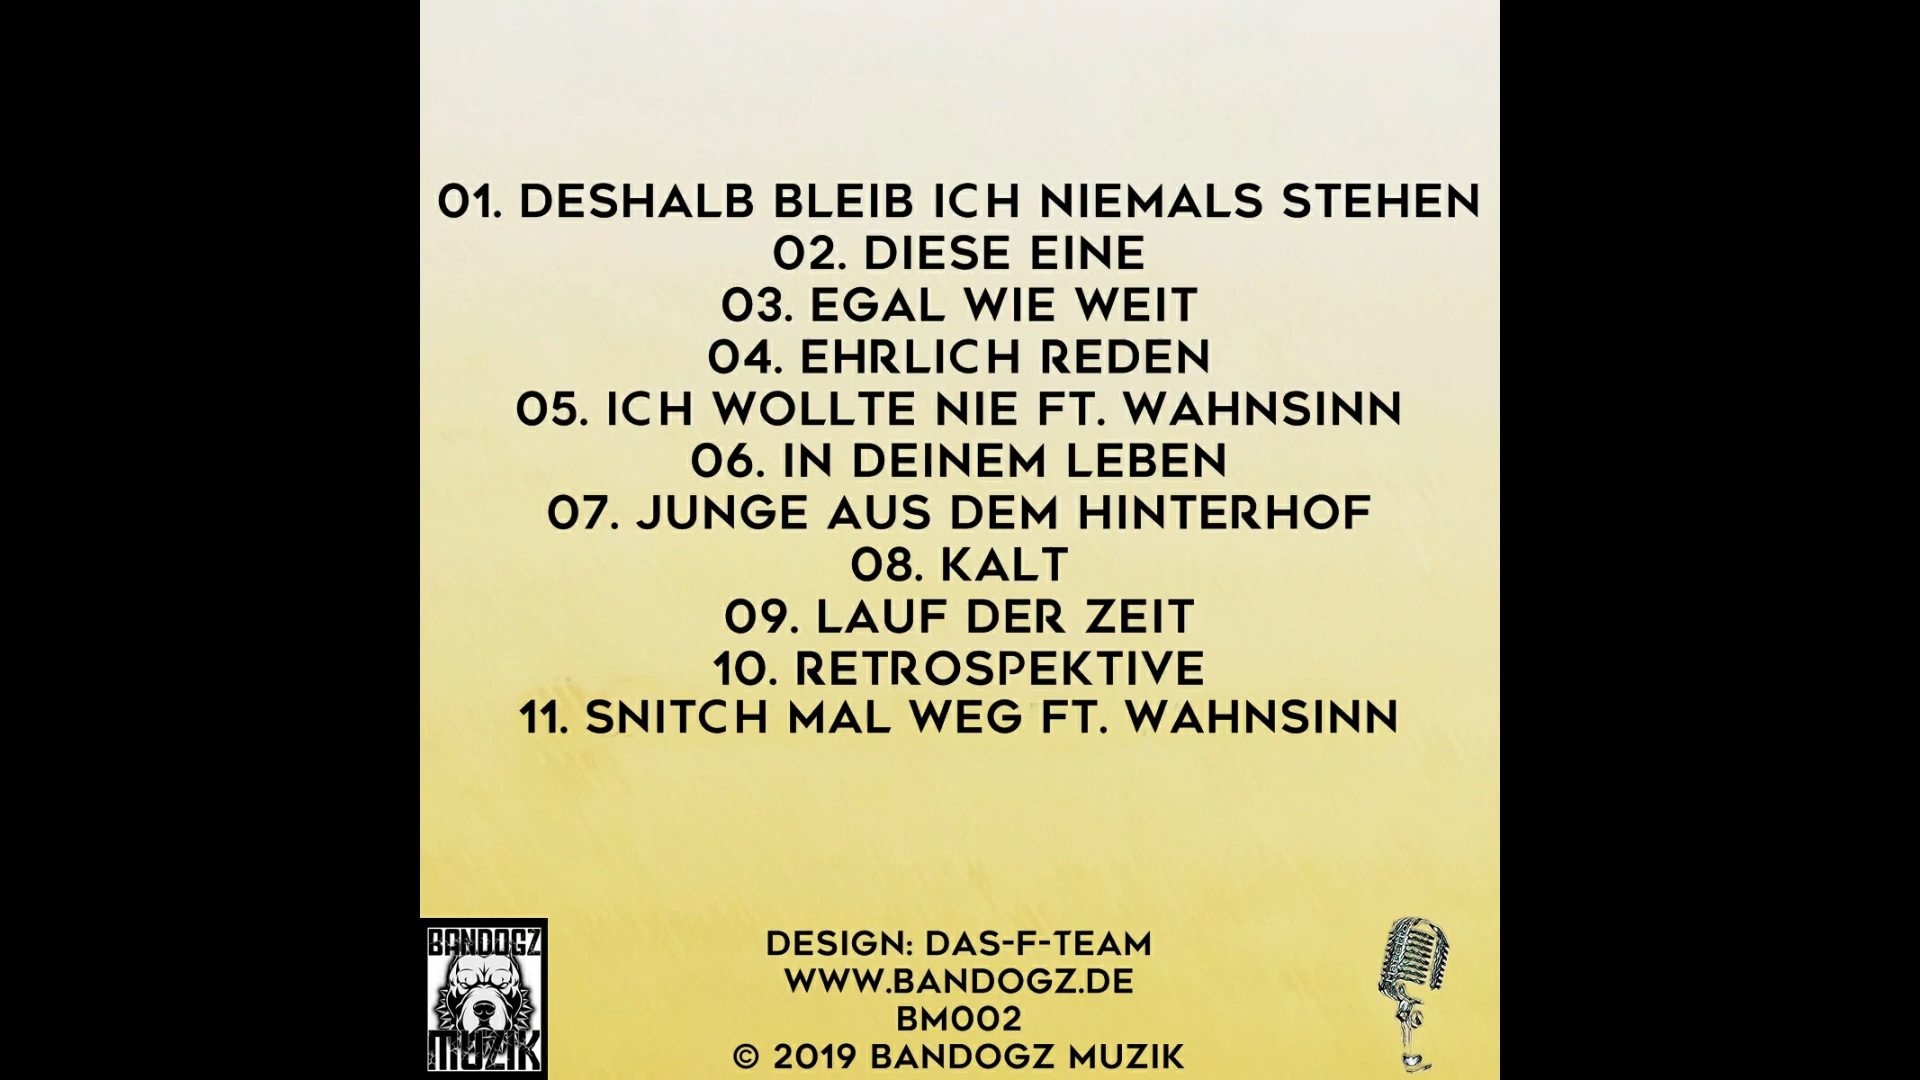 01. DESHALB BLEIB ICH NIEMALS STEHEN
02. DIESE EINE
03. EGAL WIE WEIT
04. EHRLICH REDEN
05. ICH WOLLTE NIE FT. WAHNSINN
06. IN DEINEM LEBEN
07. JUNGE AUS DEM HINTERHOF
08. KALT
09. LAUF DER ZEIT
10. RETROSPEKTIVE
11. SNITCH MAL WEG FT. WAHNSINN
BANDOGZ
MUZIK
DESIGN: DAS-F-TEAM
WWW.BANDOGZ.DE
BM002
© 2019 BANDOGZ MUZIK